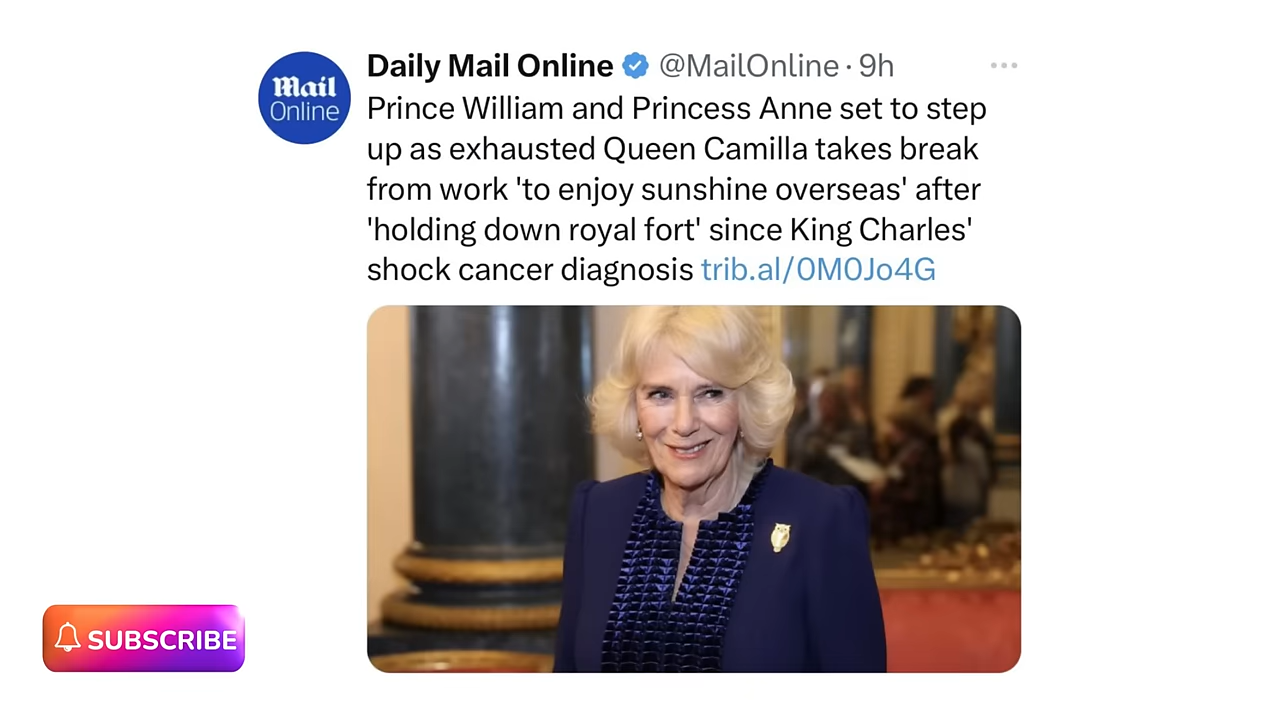 Mail
Online
Daily Mail Online @MailOnline · 9h
Prince William and Princess Anne set to step
up as exhausted Queen Camilla takes break
from work 'to enjoy sunshine overseas' after
'holding down royal fort' since King Charles'
shock cancer diagnosis trib.al/0M0Jo4G
SUBSCRIBE